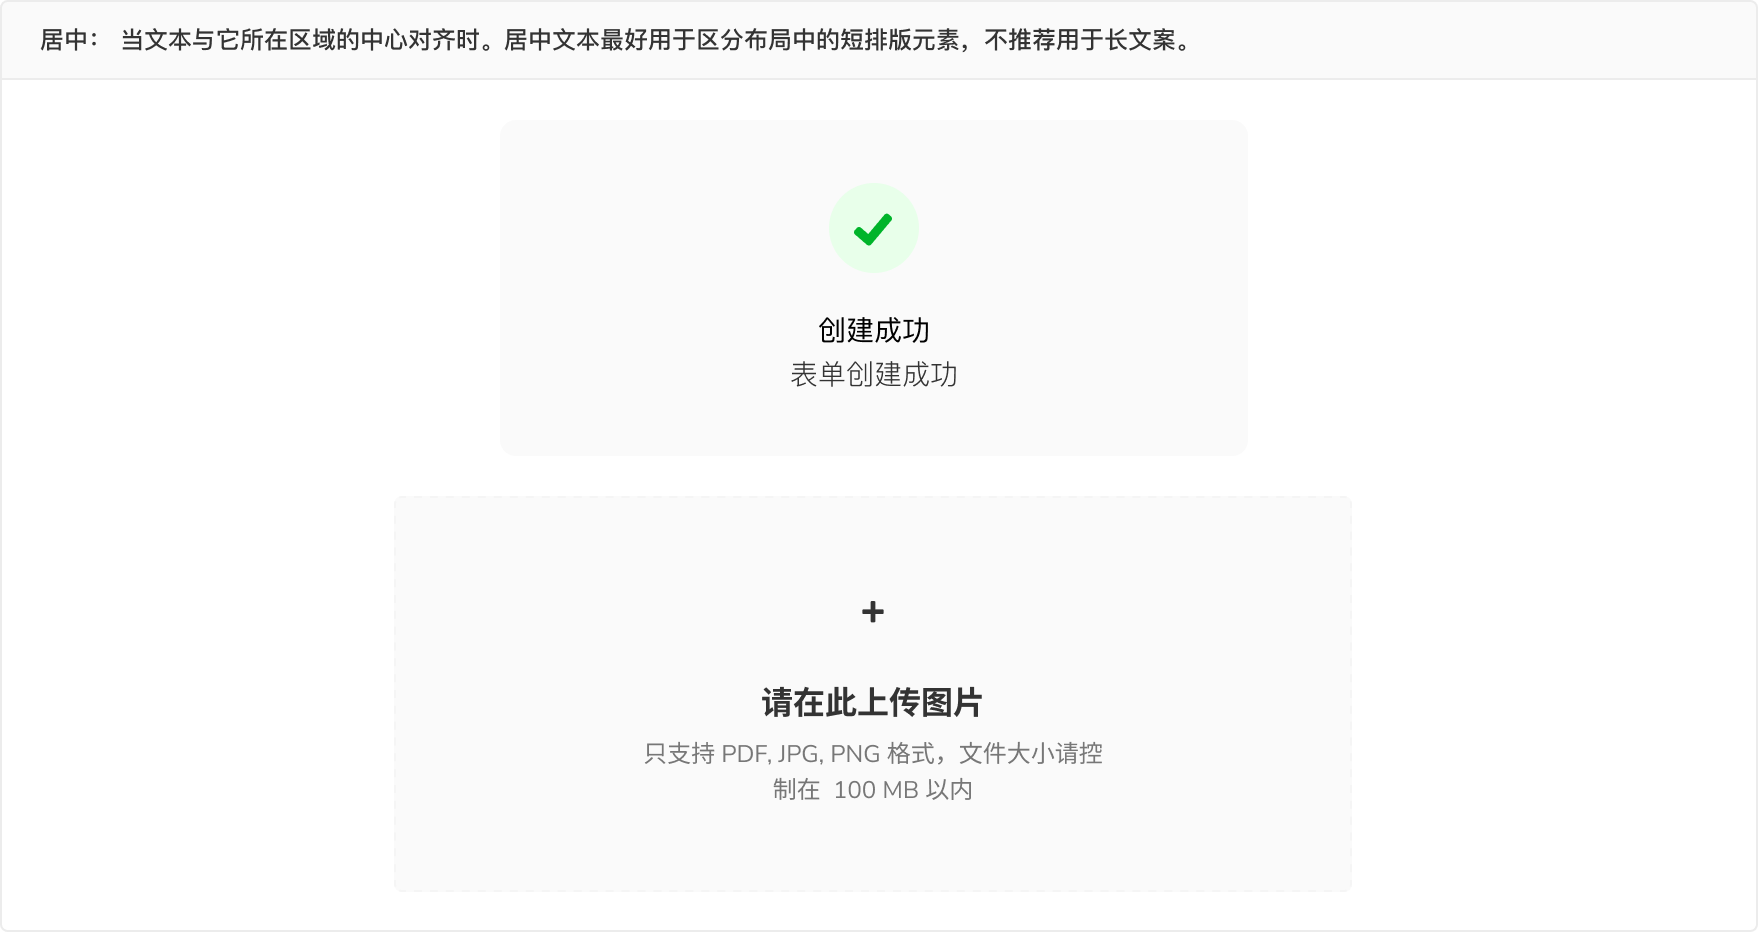 居中： 当文本与它所在区域的中心对齐时。居中文本最好用于区分布局中的短排版元素，不推荐用于长文案。
创建成功
表单创建成功
请在此上传图片
只支持 PDF, JPG, PNG 格式，文件大小请控
制在 100 MB 以内